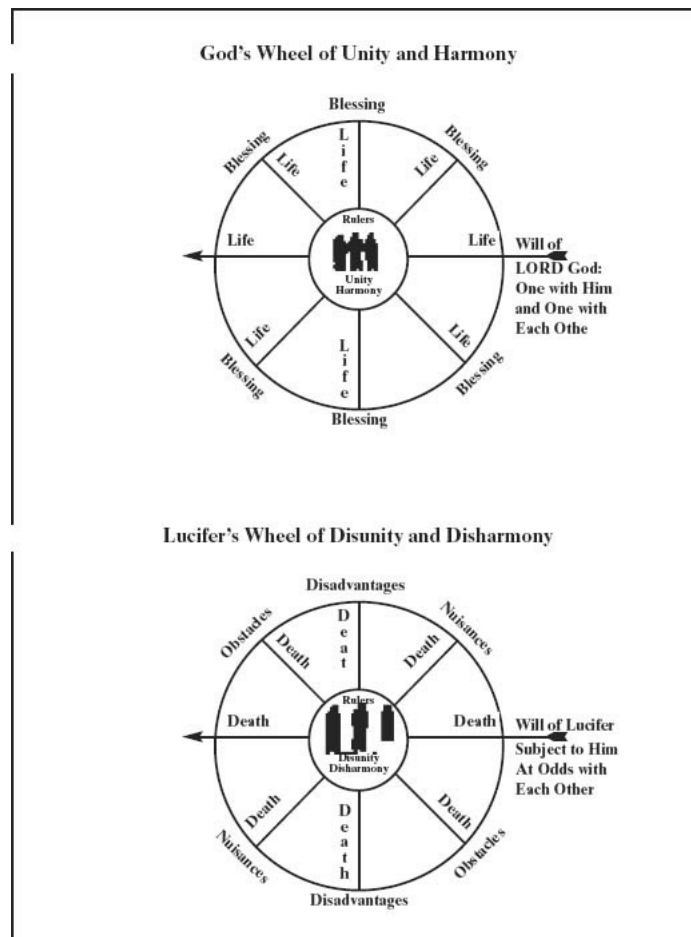 God's Wheel of Unity and Harmony
Blessing
Blessing
Blessing
Life
Life
Life
Rulers
Life
Life
Will of
LORD God:
One with Him
and One with
Each Othe
Unity
Harmony
Life
Life
Life
Blessing
Blessing
Blessing
Lucifer's Wheel of Disunity and Disharmony
Disadvantages
Obstacles
Nuisances
Death
Deat
Death
Rulers
Death
Death
Will of Lucifer
Subject to Him
At Odds with
Each Other
Disunity
Disharmony
Death
Death
Death
Nuisances
Obstacles
Disadvantages